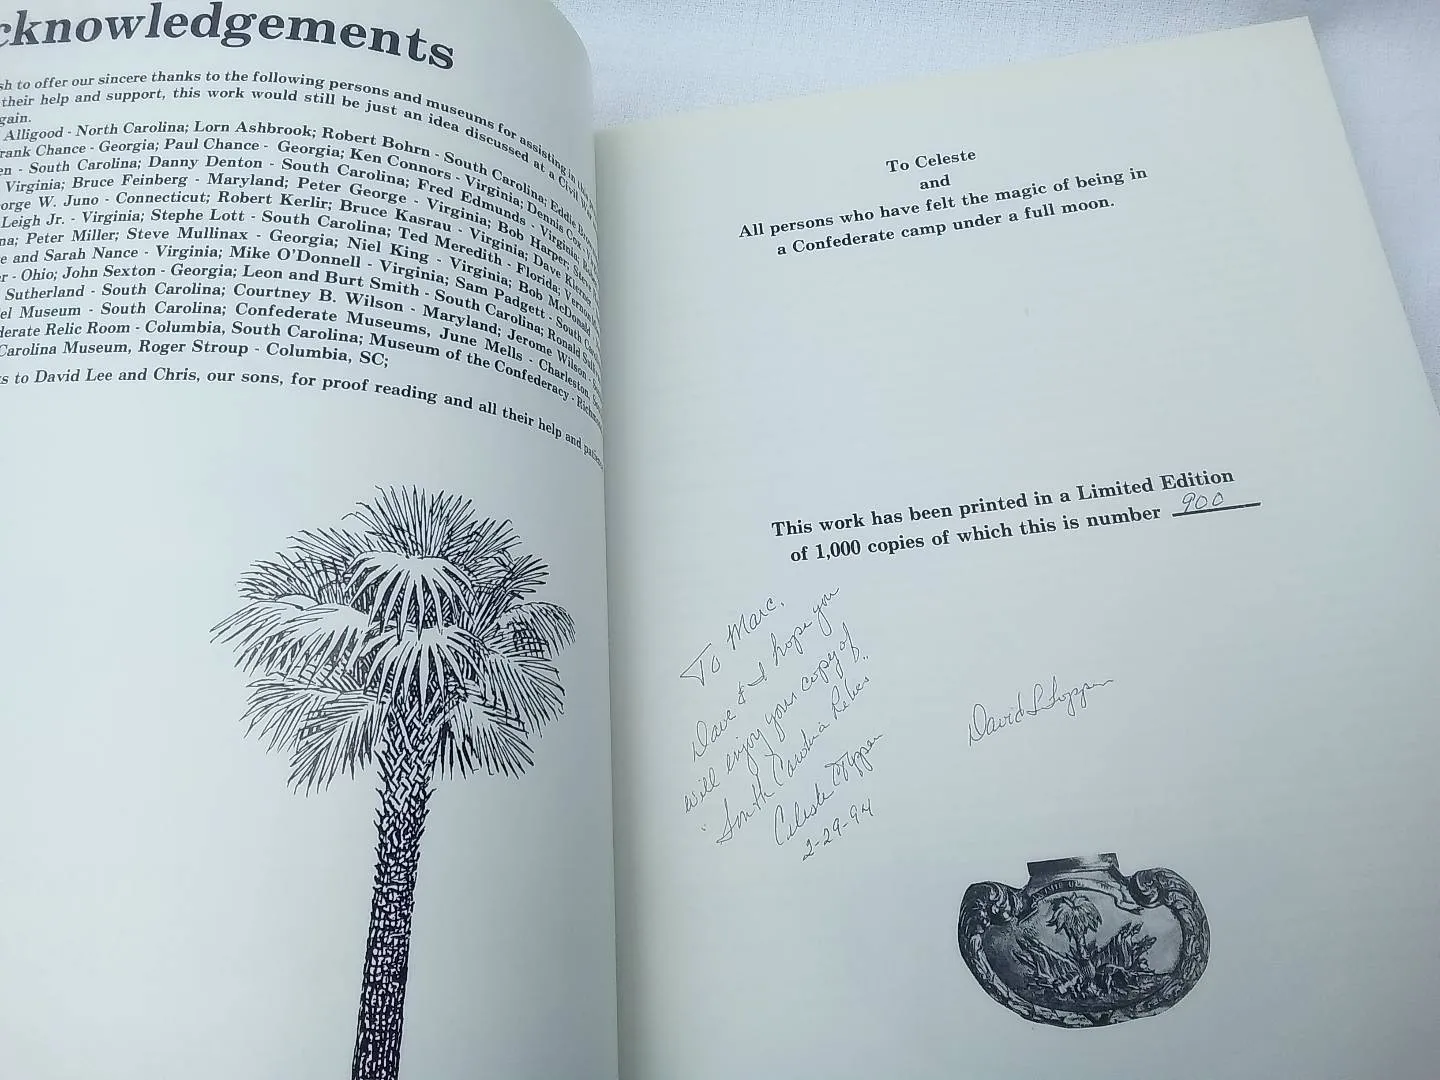 cknowledgements
sh to offer our sincere thanks to the following persons and museums for assisting in this
their help and support, this work would still be just an idea discussed at a Civil War
gain.
Alligood - North Carolina; Lorn Ashbrook; Robert Bohrn - South Carolina; Eddie
rank Chance - Georgia; Paul Chance - Georgia; Ken Connors - Virginia; Dennis Cox
en - South Carolina; Danny Denton - South Carolina; Fred Edmunds - Virginia;
Virginia; Bruce Feinberg - Maryland; Peter George - Virginia; Bob Harper; Steve
orge W. Juno - Connecticut; Robert Kerlir; Bruce Kasrau - Virginia; Dave
Leigh Jr. - Virginia; Stephe Lott - South Carolina; Ted Meredith - Florida; Vernon
na; Peter Miller; Steve Mullinax - Georgia; Niel King - Virginia; Bob McDonald
e and Sarah Nance - Virginia; Mike O'Donnell - Virginia; Sam Padgett - South
r - Ohio; John Sexton - Georgia; Leon and Burt Smith - South Carolina; Ronald
Sutherland - South Carolina; Courtney B. Wilson - Maryland; Jerome Wilson - South
el Museum - South Carolina; Confederate Museums, June Mells - Charleston,
derate Relic Room - Columbia, South Carolina; Museum of the Confederacy - Richmond
Carolina Museum, Roger Stroup - Columbia, SC;
s to David Lee and Chris, our sons, for proof reading and all their help and
To Celeste
and
All persons who have felt the magic of being in
a Confederate camp under a full moon.
This work has been printed in a Limited Edition
of 1,000 copies of which this is number 900
To Marc,
Dave & I hope you
will enjoy your copy of
"South Carolina Relics"
Celeste Topper
2-29-94
David L Topper